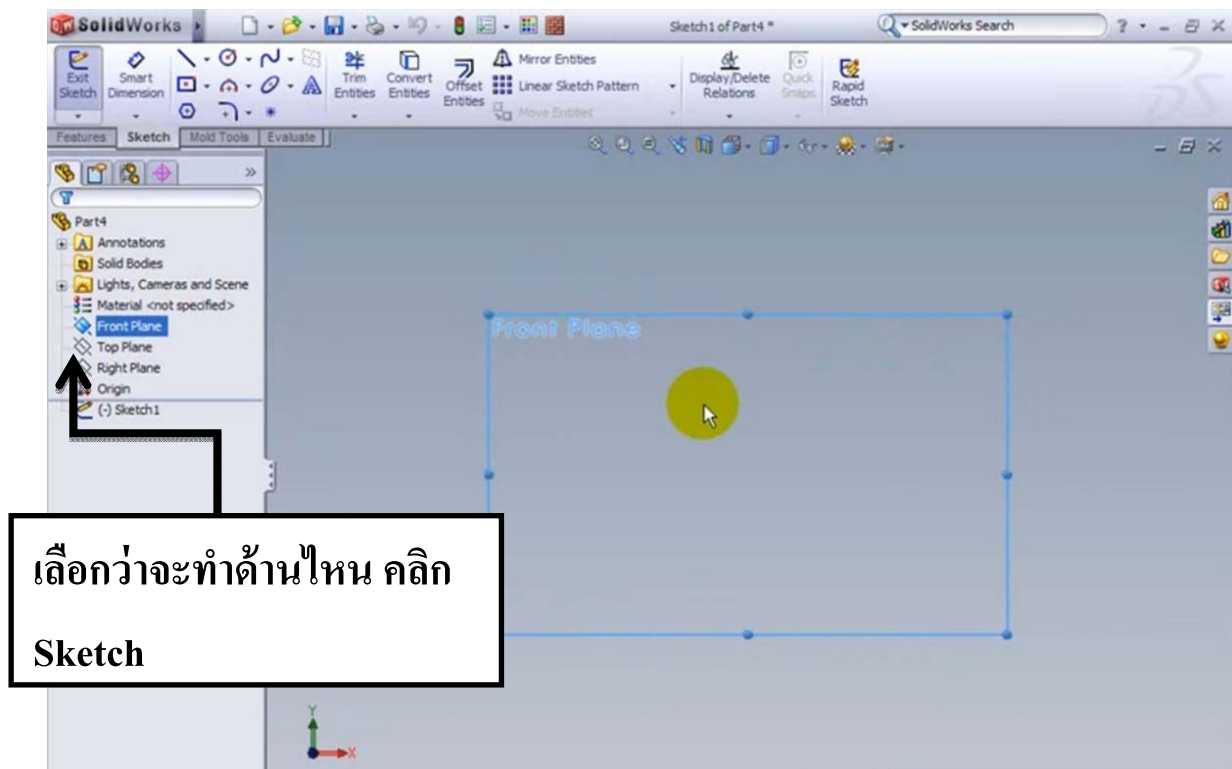 SolidWorks
Sketch1 of Part4 *
SolidWorks Search
Exit Sketch
Smart Dimension
Trim Entities
Convert Entities
Offset Entities
Mirror Entities
Linear Sketch Pattern
Move Entities
Display/Delete Relations
Quick Snaps
Rapid Sketch
Features
Sketch
Mold Tools
Evaluate
Part4
Annotations
Solid Bodies
Lights, Cameras and Scene
Material <not specified>
Front Plane
Top Plane
Right Plane
Origin
(-) Sketch1
Front Plane
เลือกว่าจะทำด้านไหน คลิก
Sketch
Y
X